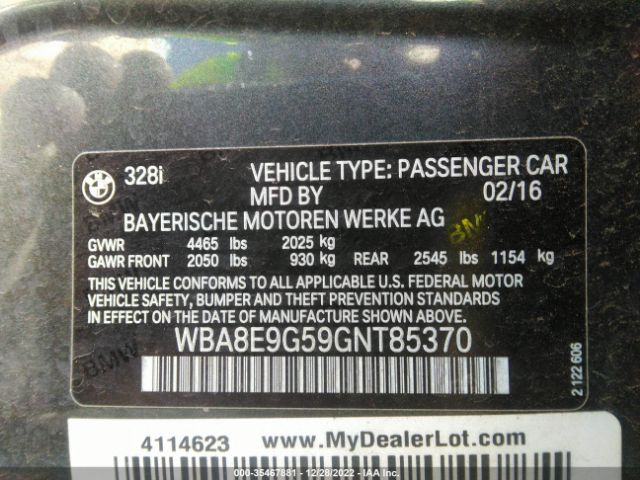 328i VEHICLE TYPE: PASSENGER CAR
MFD BY 02/16
BAYERISCHE MOTOREN WERKE AG
GVWR 4465 lbs 2025 kg
GAWR FRONT 2050 lbs 930 kg REAR 2545 lbs 1154 kg
THIS VEHICLE CONFORMS TO ALL APPLICABLE U.S. FEDERAL MOTOR
VEHICLE SAFETY, BUMPER AND THEFT PREVENTION STANDARDS
IN EFFECT ON THE DATE OF MANUFACTURE SHOWN ABOVE.
WBA8E9G59GNT85370
2 122 606
BMW
4114623 www.MyDealerLot.com
000-35467881 - 12/28/2022 - IAA Inc.